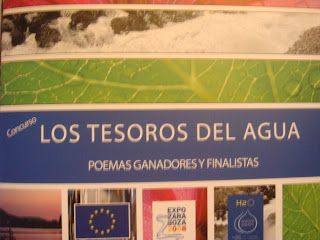 Concurso
LOS TESOROS DEL AGUA
POEMAS GANADORES Y FINALISTAS
EXPO
ZARA
GOZA
2008
H2O